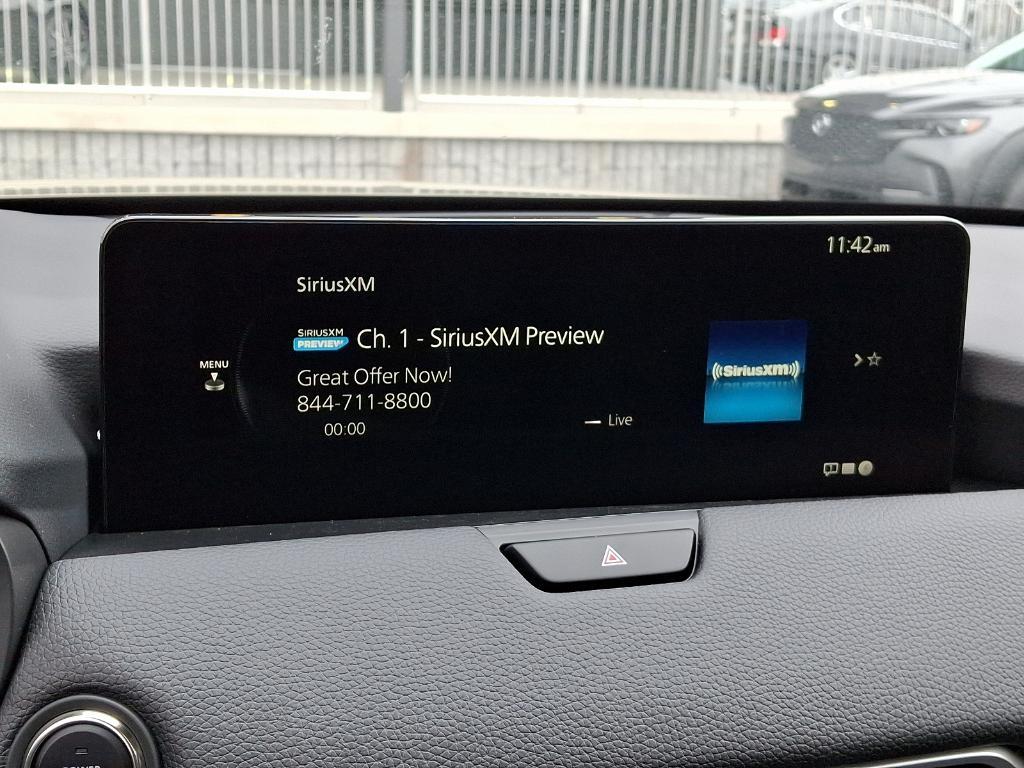 11:42am
SiriusXM
SIRIUSXM
PREVIEW
Ch. 1 - SiriusXM Preview
MENU
Great Offer Now!
844-711-8800
00:00
Live
((SiriusXm))
POWER